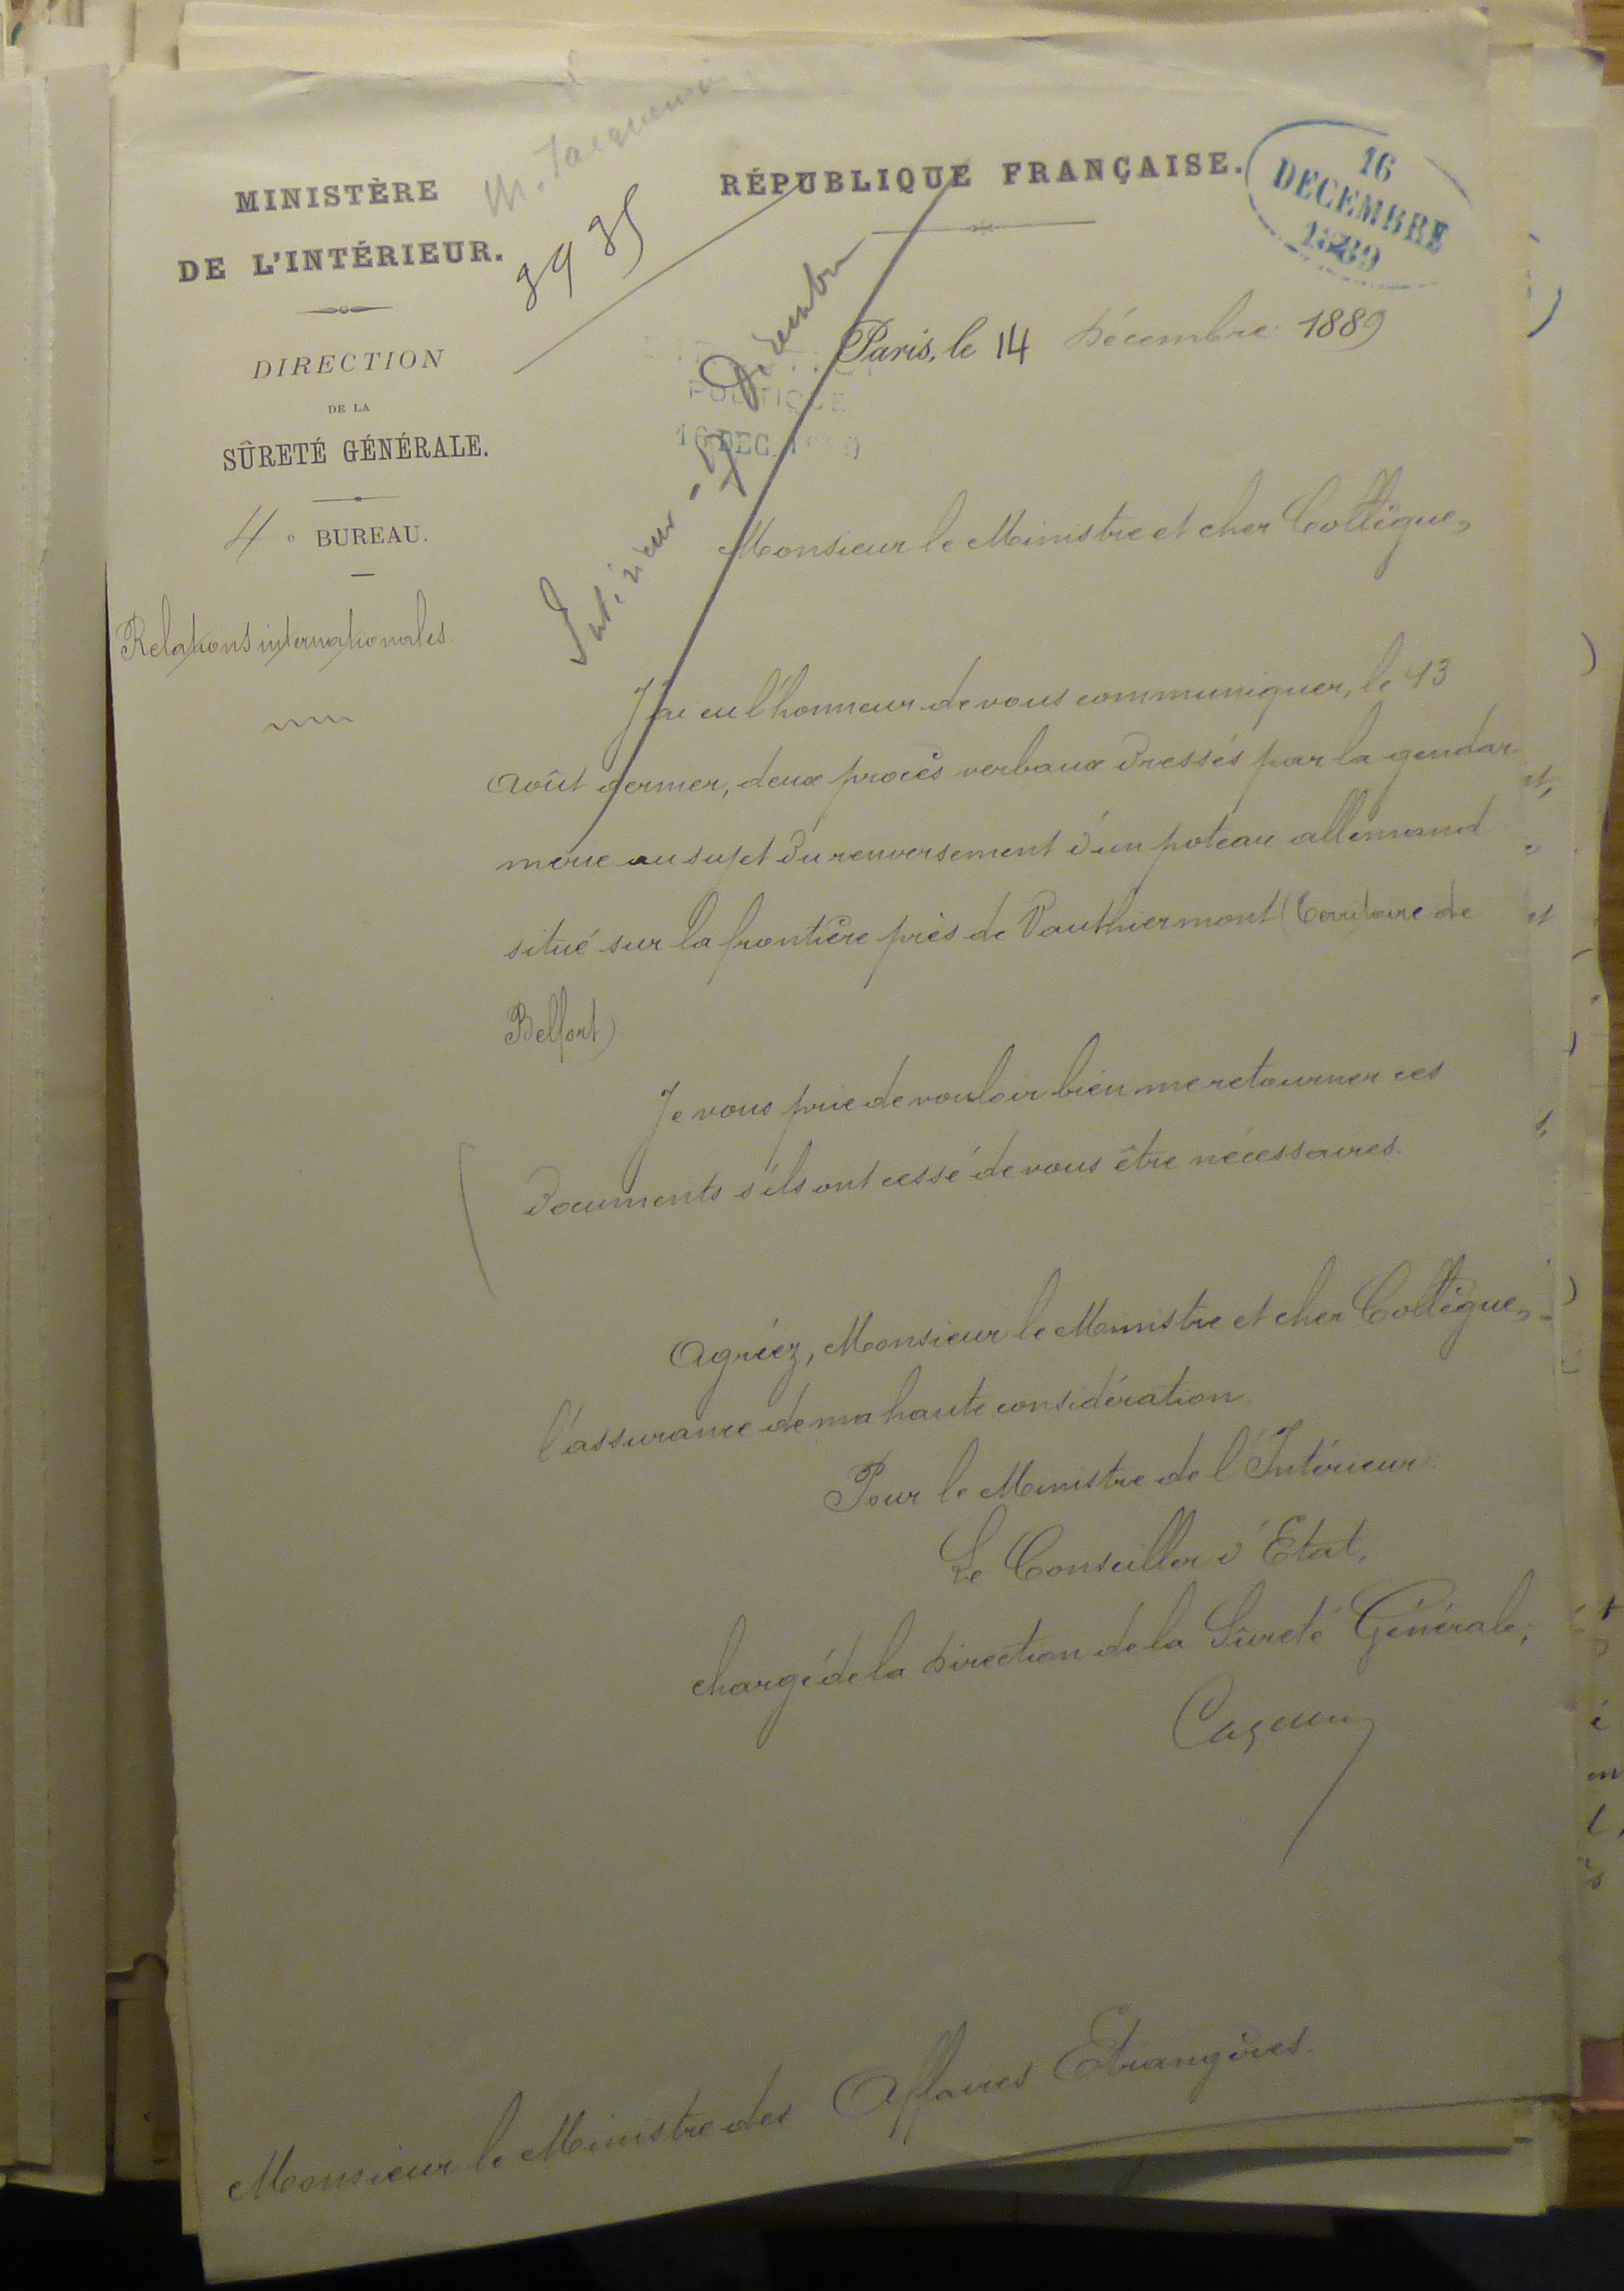 M. Jacquemin
MINISTÈRE
DE L'INTÉRIEUR.
DIRECTION
DE LA
SÛRETÉ GÉNÉRALE.
4e BUREAU.
Relations internationales.
RÉPUBLIQUE FRANÇAISE.
16
DECEMBRE
1889
Paris, le 14 Décembre 1889
POLITIQUE
16 DEC. 1889
Intérieur Décembre
Monsieur le Ministre et cher Collègue,
J'ai eu l'honneur de vous communiquer, le 13
Août dernier, deux procès verbaux dressés par la gendar-
merie au sujet du renversement d'un poteau allemand
situé sur la frontière près de Vauthiermont (Territoire de
Belfort)
Je vous prie de vouloir bien me retourner ces
documents s'ils ont cessé de vous être nécessaires.
Agréez, Monsieur le Ministre et cher Collègue,
l'assurance de ma haute considération.
Pour le Ministre de l'Intérieur
Le Conseiller d'Etat,
chargé de la Direction de la Sûreté Générale;
Monsieur le Ministre des Affaires Etrangères.